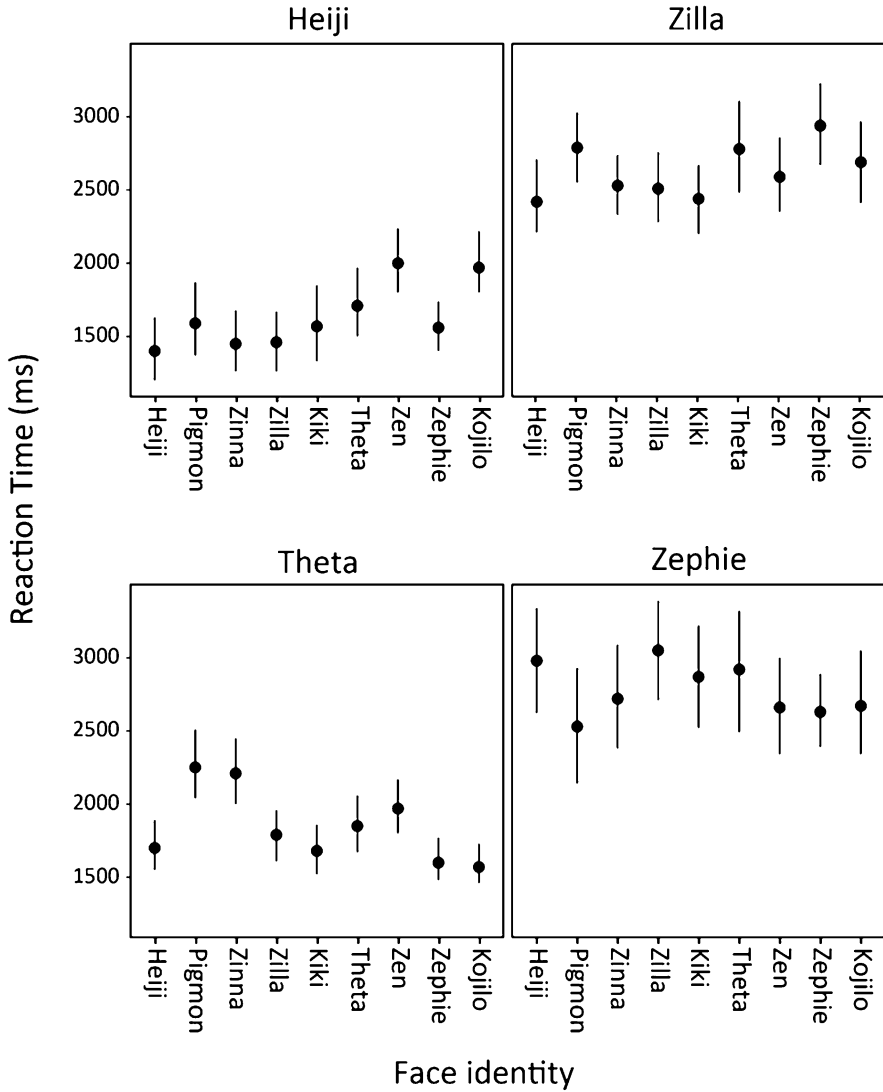 Heiji
Zilla
3000
2500
2000
1500
Heiji
Pigmon
Zinna
Zilla
Kiki
Theta
Zen
Zephie
Kojilo
Heiji
Pigmon
Zinna
Zilla
Kiki
Theta
Zen
Zephie
Kojilo
Reaction Time (ms)
Theta
Zephie
3000
2500
2000
1500
Heiji
Pigmon
Zinna
Zilla
Kiki
Theta
Zen
Zephie
Kojilo
Heiji
Pigmon
Zinna
Zilla
Kiki
Theta
Zen
Zephie
Kojilo
Face identity